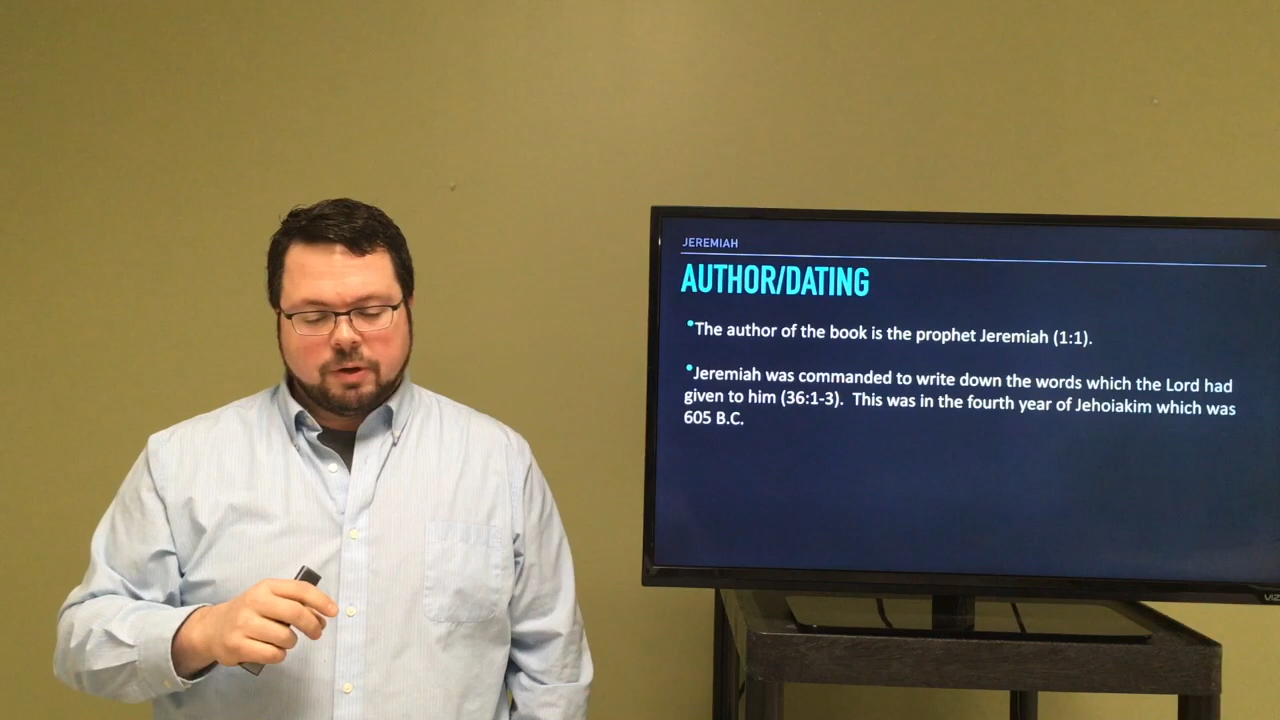 JEREMIAH
AUTHOR/DATING
•The author of the book is the prophet Jeremiah (1:1).
•Jeremiah was commanded to write down the words which the Lord had
given to him (36:1-3). This was in the fourth year of Jehoiakim which was
605 B.C.